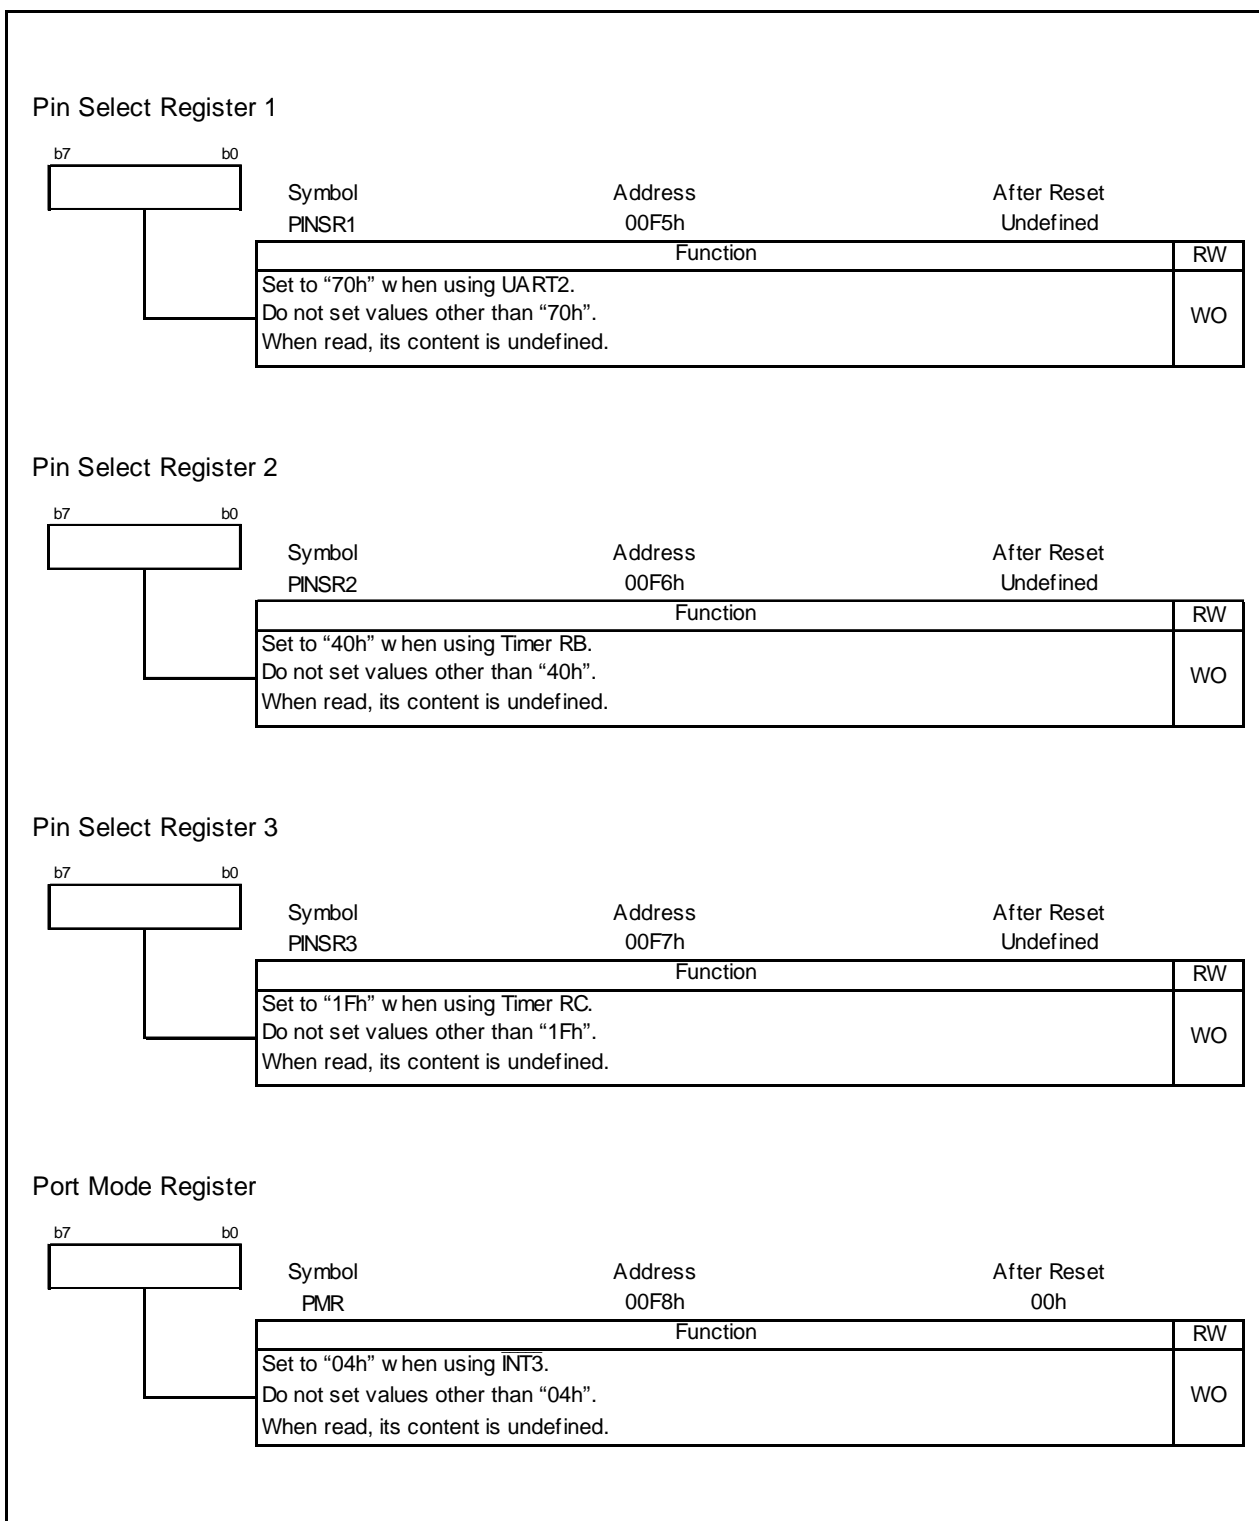 Pin Select Register 1
b7 b0
Symbol Address After Reset
PINSR1 00F5h Undefined
Function RW
Set to “70h” when using UART2.
Do not set values other than “70h”.
When read, its content is undefined.
WO
Pin Select Register 2
b7 b0
Symbol Address After Reset
PINSR2 00F6h Undefined
Function RW
Set to “40h” when using Timer RB.
Do not set values other than “40h”.
When read, its content is undefined.
WO
Pin Select Register 3
b7 b0
Symbol Address After Reset
PINSR3 00F7h Undefined
Function RW
Set to “1Fh” when using Timer RC.
Do not set values other than “1Fh”.
When read, its content is undefined.
WO
Port Mode Register
b7 b0
Symbol Address After Reset
PMR 00F8h 00h
Function RW
Set to “04h” when using I̅N̅T̅3̅.
Do not set values other than “04h”.
When read, its content is undefined.
WO